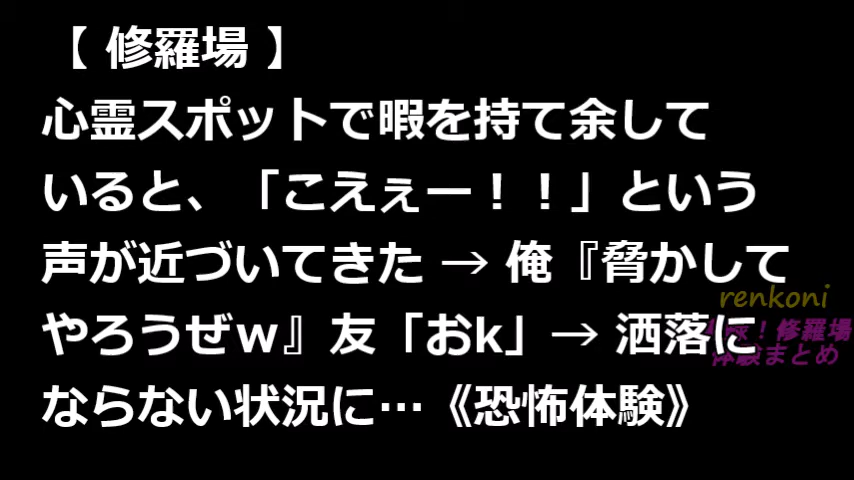 【 修羅場 】
心霊スポットで暇を持て余して
いると、「こえぇー！！」という
声が近づいてきた → 俺『脅かして
やろうぜｗ』友「おk」→ 洒落に
ならない状況に…《恐怖体験》
renkoni
！修羅場
体験まとめ